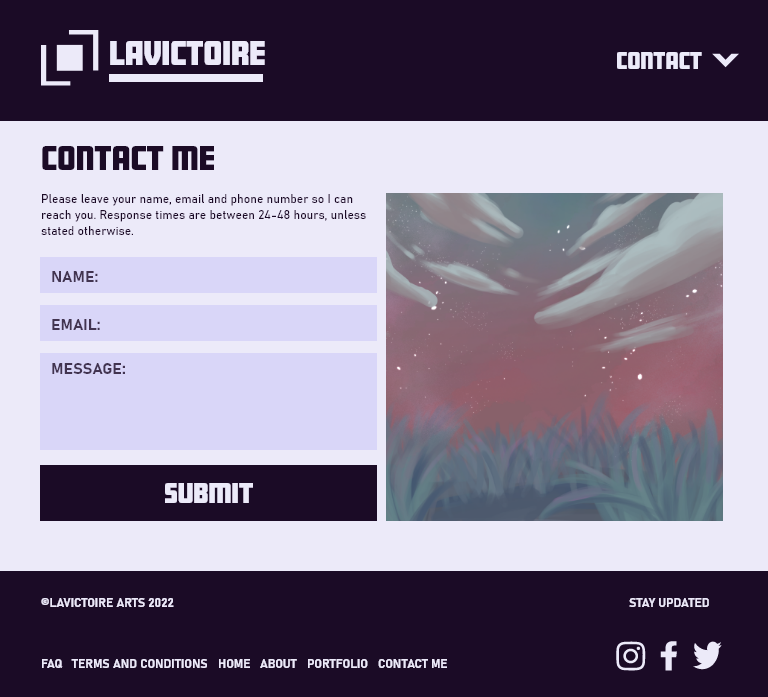 LAVICTOIRE
CONTACT
CONTACT ME
Please leave your name, email and phone number so I can
reach you. Response times are between 24-48 hours, unless
stated otherwise.
NAME:
EMAIL:
MESSAGE:
SUBMIT
©LAVICTOIRE ARTS 2022
STAY UPDATED
FAQ TERMS AND CONDITIONS HOME ABOUT PORTFOLIO CONTACT ME